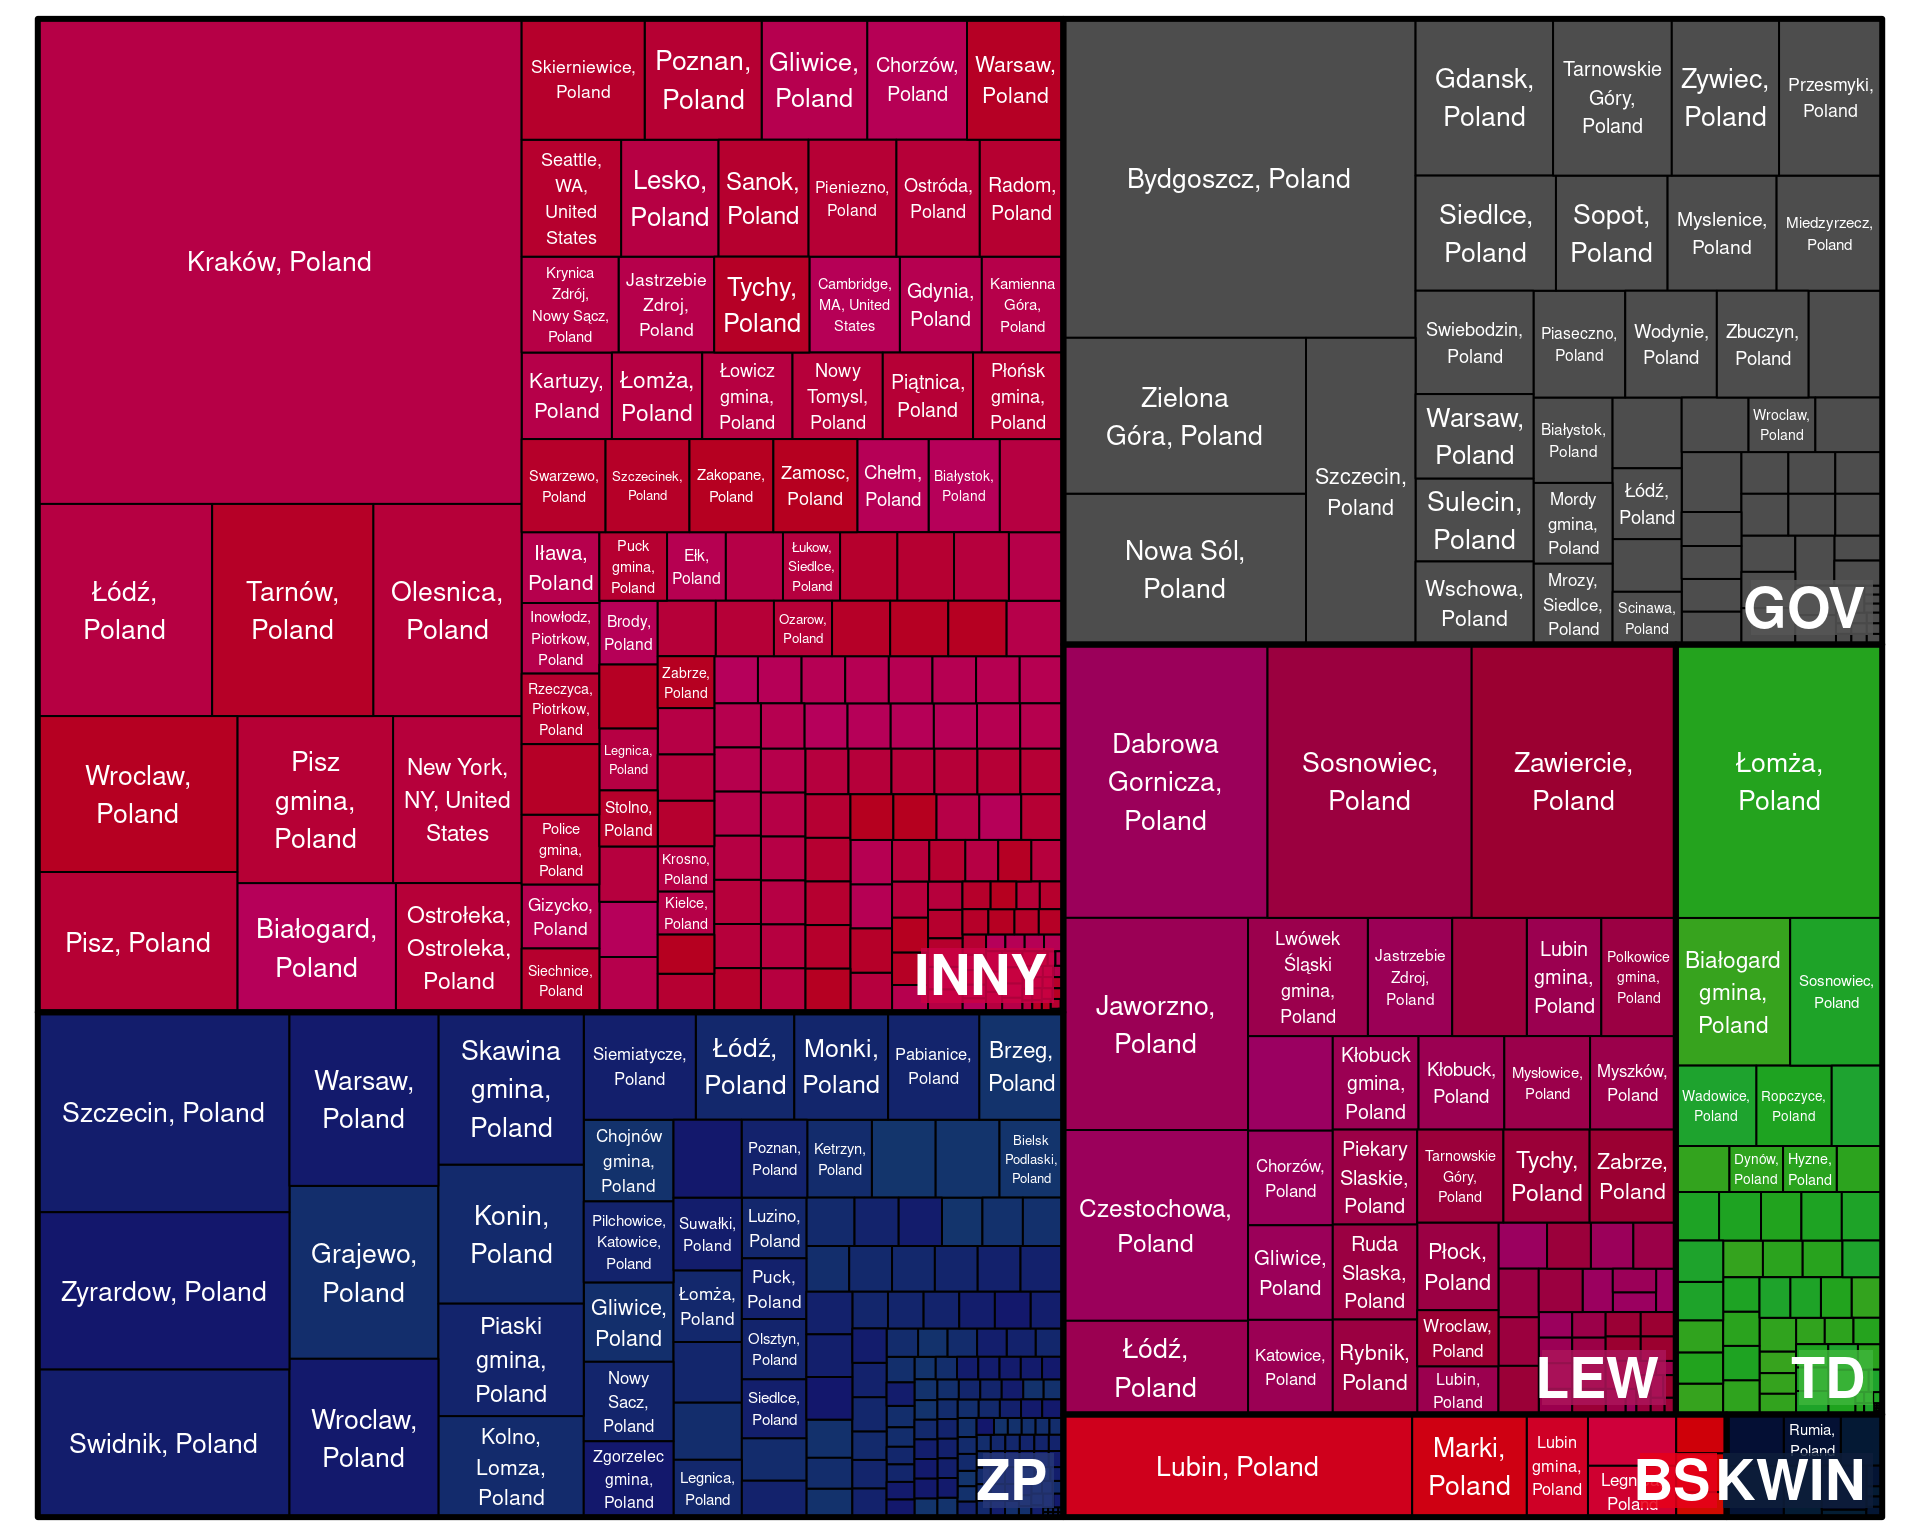 Kraków, Poland
Łódź,
Poland
Tarnów,
Poland
Olesnica,
Poland
Wroclaw,
Poland
Pisz
gmina,
Poland
New York,
NY, United
States
Pisz, Poland
Białogard,
Poland
Ostrołeka,
Ostroleka,
Poland
Skierniewice,
Poland
Poznan,
Poland
Gliwice,
Poland
Chorzów,
Poland
Warsaw,
Poland
Seattle,
WA,
United
States
Lesko,
Poland
Sanok,
Poland
Pieniezno,
Poland
Ostróda,
Poland
Radom,
Poland
Krynica
Zdrój,
Nowy Sącz,
Poland
Jastrzebie
Zdroj,
Poland
Tychy,
Poland
Cambridge,
MA, United
States
Gdynia,
Poland
Kamienna
Góra,
Poland
Kartuzy,
Poland
Łomża,
Poland
Łowicz
gmina,
Poland
Nowy
Tomysl,
Poland
Piątnica,
Poland
Płońsk
gmina,
Poland
Swarzewo,
Poland
Szczecinek,
Poland
Zakopane,
Poland
Zamosc,
Poland
Chełm,
Poland
Białystok,
Poland
Iława,
Poland
Puck
gmina,
Poland
Ełk,
Poland
Łukow,
Siedlce,
Poland
Inowłodz,
Piotrkow,
Poland
Brody,
Poland
Ozarow,
Poland
Rzeczyca,
Piotrkow,
Poland
Zabrze,
Poland
Legnica,
Poland
Police
gmina,
Poland
Stolno,
Poland
Krosno,
Poland
Gizycko,
Poland
Kielce,
Poland
Siechnice,
Poland
INNY
Bydgoszcz, Poland
Zielona
Góra, Poland
Nowa Sól,
Poland
Szczecin,
Poland
Gdansk,
Poland
Tarnowskie
Góry,
Poland
Zywiec,
Poland
Przesmyki,
Poland
Siedlce,
Poland
Sopot,
Poland
Myslenice,
Poland
Miedzyrzecz,
Poland
Swiebodzin,
Poland
Piaseczno,
Poland
Wodynie,
Poland
Zbuczyn,
Poland
Warsaw,
Poland
Białystok,
Poland
Wroclaw,
Poland
Sulecin,
Poland
Mordy
gmina,
Poland
Łódź,
Poland
Wschowa,
Poland
Mrozy,
Siedlce,
Poland
Scinawa,
Poland
GOV
Dabrowa
Gornicza,
Poland
Sosnowiec,
Poland
Zawiercie,
Poland
Jaworzno,
Poland
Czestochowa,
Poland
Łódź,
Poland
Lwówek
Śląski
gmina,
Poland
Jastrzebie
Zdroj,
Poland
Lubin
gmina,
Poland
Polkowice
gmina,
Poland
Kłobuck
gmina,
Poland
Kłobuck,
Poland
Mysłowice,
Poland
Myszków,
Poland
Chorzów,
Poland
Piekary
Slaskie,
Poland
Tarnowskie
Góry,
Poland
Tychy,
Poland
Zabrze,
Poland
Gliwice,
Poland
Ruda
Slaska,
Poland
Płock,
Poland
Katowice,
Poland
Rybnik,
Poland
Wroclaw,
Poland
Lubin,
Poland
LEW
Łomża,
Poland
Białogard
gmina,
Poland
Sosnowiec,
Poland
Wadowice,
Poland
Ropczyce,
Poland
Dynów,
Poland
Hyzne,
Poland
TD
Szczecin, Poland
Zyrardow, Poland
Swidnik, Poland
Warsaw,
Poland
Grajewo,
Poland
Wroclaw,
Poland
Skawina
gmina,
Poland
Konin,
Poland
Piaski
gmina,
Poland
Kolno,
Lomza,
Poland
Siemiatycze,
Poland
Łódź,
Poland
Monki,
Poland
Pabianice,
Poland
Brzeg,
Poland
Chojnów
gmina,
Poland
Poznan,
Poland
Ketrzyn,
Poland
Bielsk
Podlaski,
Poland
Pilchowice,
Katowice,
Poland
Suwałki,
Poland
Luzino,
Poland
Gliwice,
Poland
Łomża,
Poland
Puck,
Poland
Olsztyn,
Poland
Nowy
Sacz,
Poland
Siedlce,
Poland
Zgorzelec
gmina,
Poland
Legnica,
Poland
ZP
Lubin, Poland
Marki,
Poland
Lubin
gmina,
Poland
BS
Rumia,
Poland
KWIN